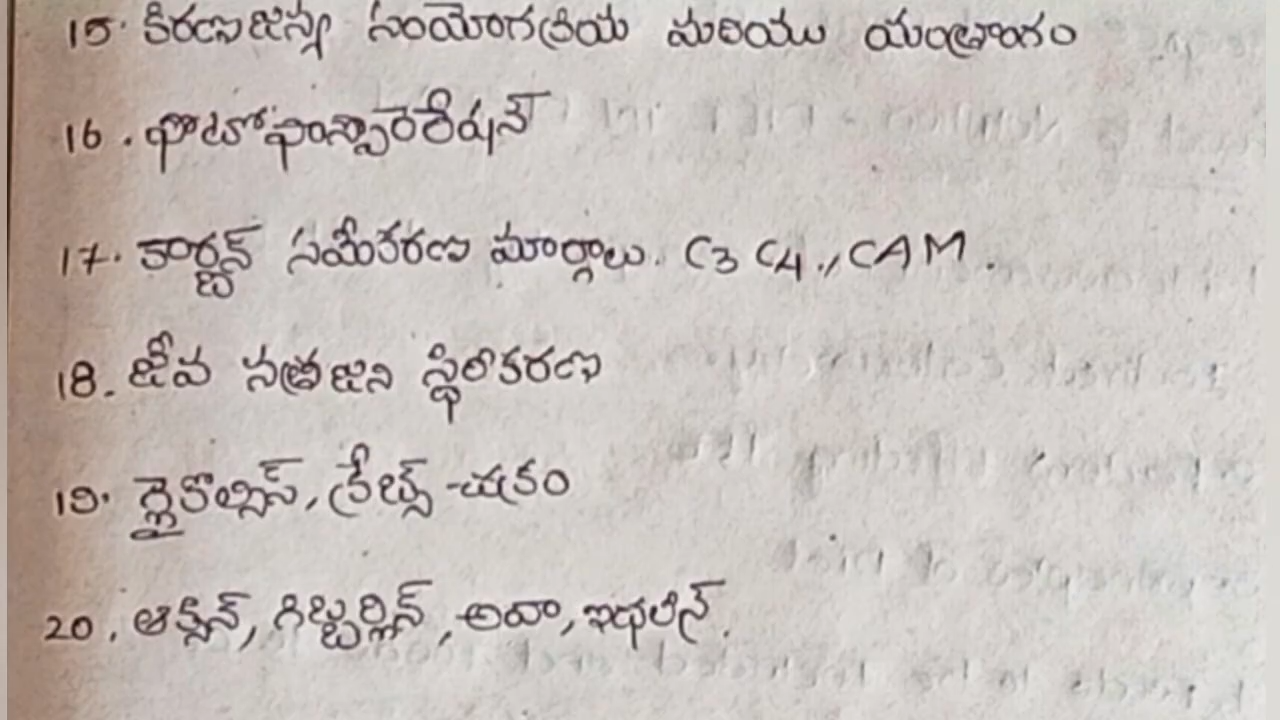 15. కిరణజన్య సంయోగక్రియ మరియు యంత్రాంగం
16. ఫొటోఫాస్ఫారిలేషన్
17. కార్బన్ సమీకరణ మార్గాలు. C3 C4., CAM.
18. జీవ నత్రజని స్థిరీకరణ
19. గ్లైకాలిసిస్, క్రేబ్స్ -చక్రం
20. ఆక్సిన్, గిబ్బర్లిన్, అబా, ఇథలీన్.